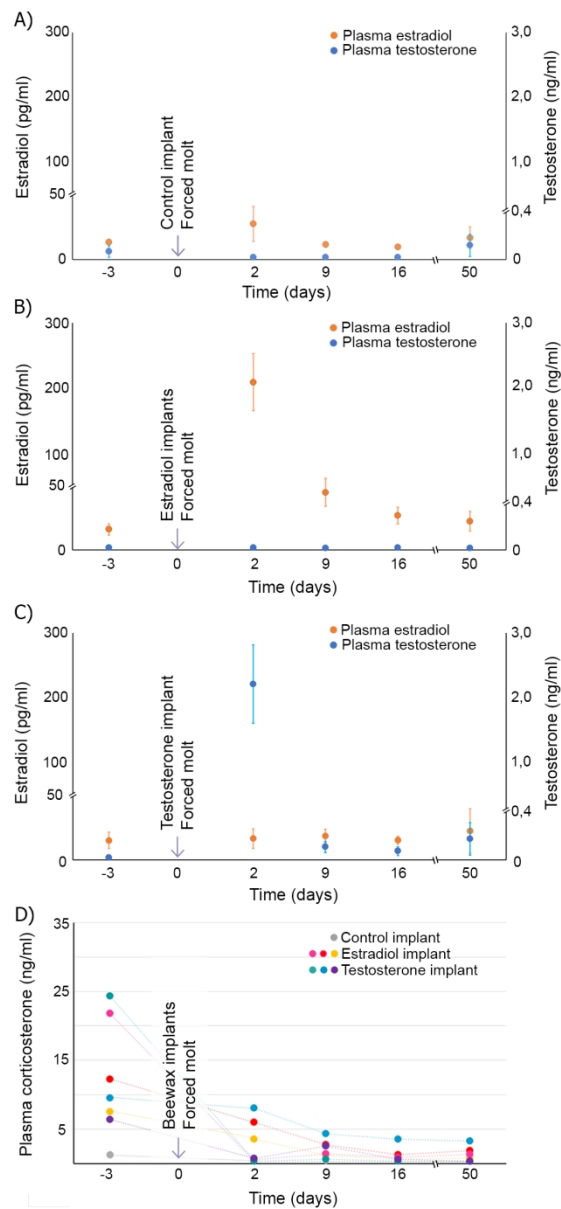 A)
300
200
100
50
0
Estradiol (pg/ml)
Control implant
Forced molt
Plasma estradiol
Plasma testosterone
3,0
2,0
1,0
0,4
0
Testosterone (ng/ml)
-3 0 2 9 16 50
Time (days)
B)
300
200
100
50
0
Estradiol (pg/ml)
Estradiol implants
Forced molt
Plasma estradiol
Plasma testosterone
3,0
2,0
1,0
0,4
0
Testosterone (ng/ml)
-3 0 2 9 16 50
Time (days)
C)
300
200
100
50
0
Estradiol (pg/ml)
Testosterone implant
Forced molt
Plasma estradiol
Plasma testosterone
3,0
2,0
1,0
0,4
0
Testosterone (ng/ml)
-3 0 2 9 16 50
Time (days)
D)
35
25
15
5
Plasma corticosterone (ng/ml)
Beewax implants
Forced molt
Control implant
Estradiol implant
Testosterone implant
-3 0 2 9 16 50
Time (days)